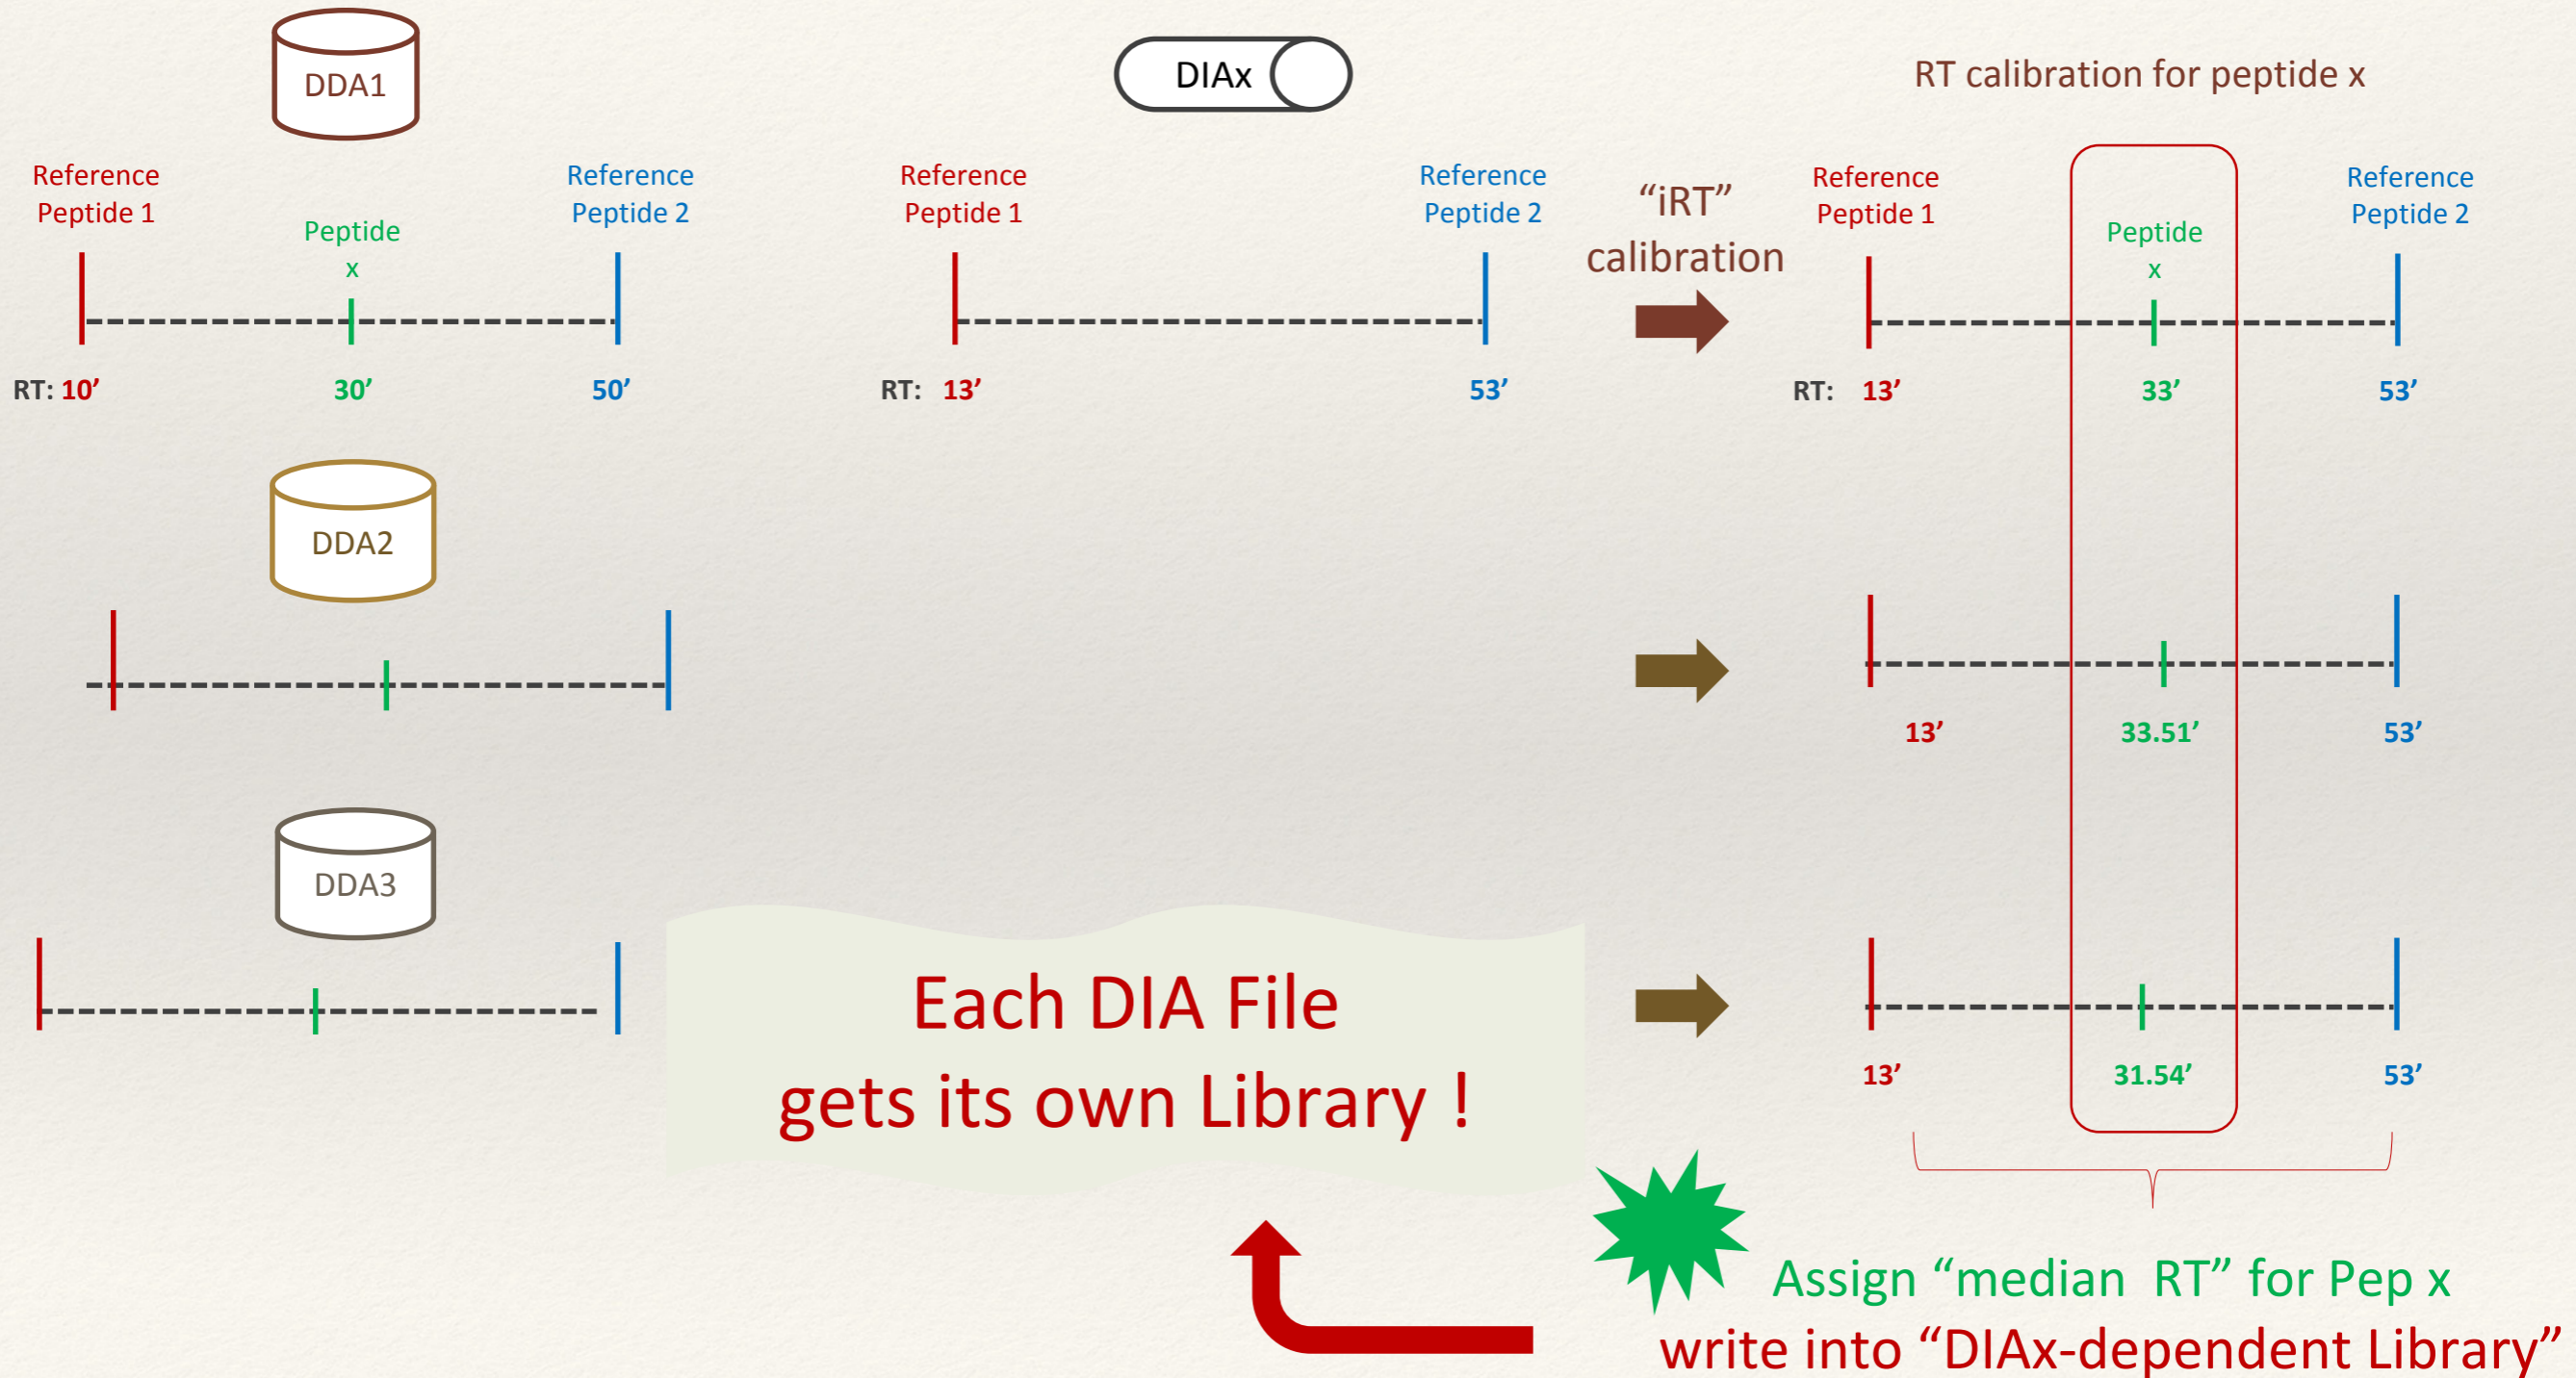 DDA1
DIAx
RT calibration for peptide x
Reference
Peptide 1
Peptide
x
Reference
Peptide 2
RT: 10’
30’
50’
Reference
Peptide 1
Reference
Peptide 2
RT: 13’
53’
“iRT”
calibration
Reference
Peptide 1
Peptide
x
Reference
Peptide 2
RT: 13’
33’
53’
DDA2
13’
33.51’
53’
DDA3
13’
31.54’
53’
Each DIA File
gets its own Library !
Assign “median RT” for Pep x
write into “DIAx-dependent Library”